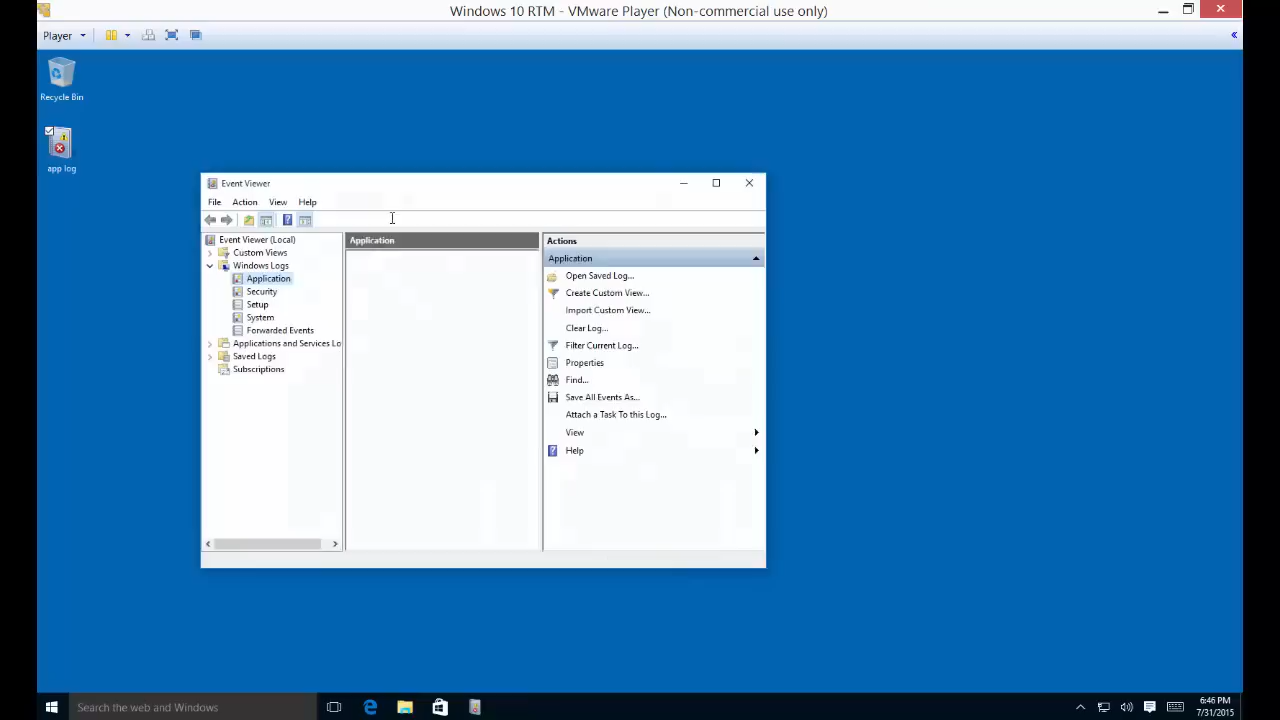 Windows 10 RTM - VMware Player (Non-commercial use only)
Player
Recycle Bin
app log
Event Viewer
File Action View Help
Event Viewer (Local)
Custom Views
Windows Logs
Application
Security
Setup
System
Forwarded Events
Applications and Services Lo
Saved Logs
Subscriptions
Application
Actions
Application
Open Saved Log...
Create Custom View...
Import Custom View...
Clear Log...
Filter Current Log...
Properties
Find...
Save All Events As...
Attach a Task To this Log...
View
Help
Search the web and Windows
6:46 PM
7/31/2015